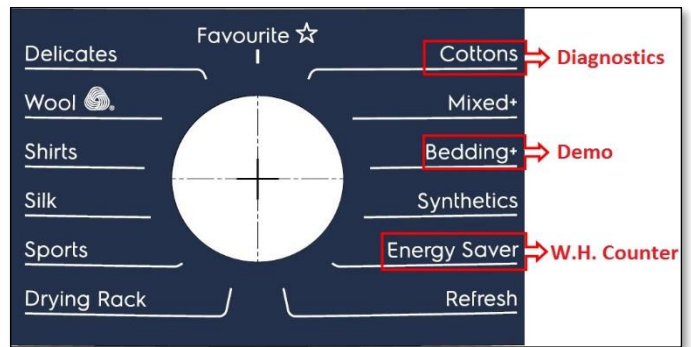 Favourite ☆
Delicates
Wool
Shirts
Silk
Sports
Drying Rack
Cottons
Mixed+
Bedding+
Synthetics
Energy Saver
Refresh
Diagnostics
Demo
W.H. Counter